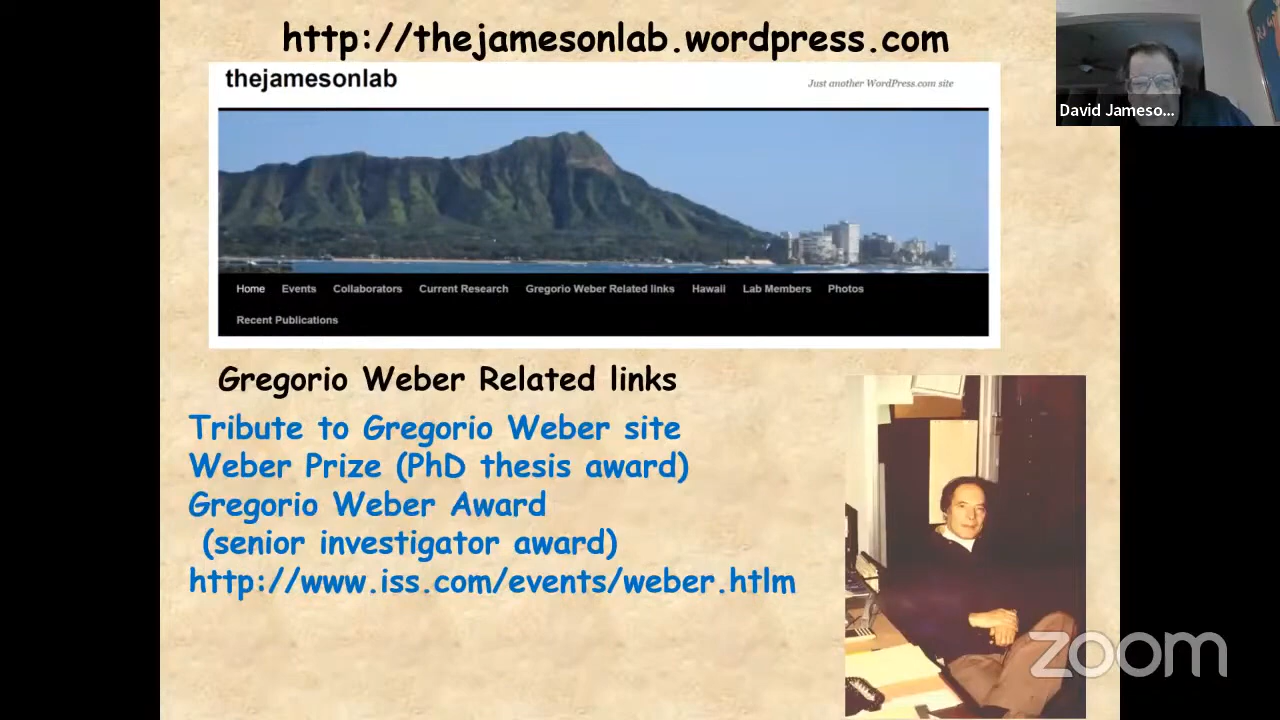 http://thejamesonlab.wordpress.com
thejamesonlab
Just another WordPress.com site
David Jameso...
Home Events Collaborators Current Research Gregorio Weber Related links Hawaii Lab Members Photos
Recent Publications
Gregorio Weber Related links
Tribute to Gregorio Weber site
Weber Prize (PhD thesis award)
Gregorio Weber Award
(senior investigator award)
http://www.iss.com/events/weber.htlm
zoom